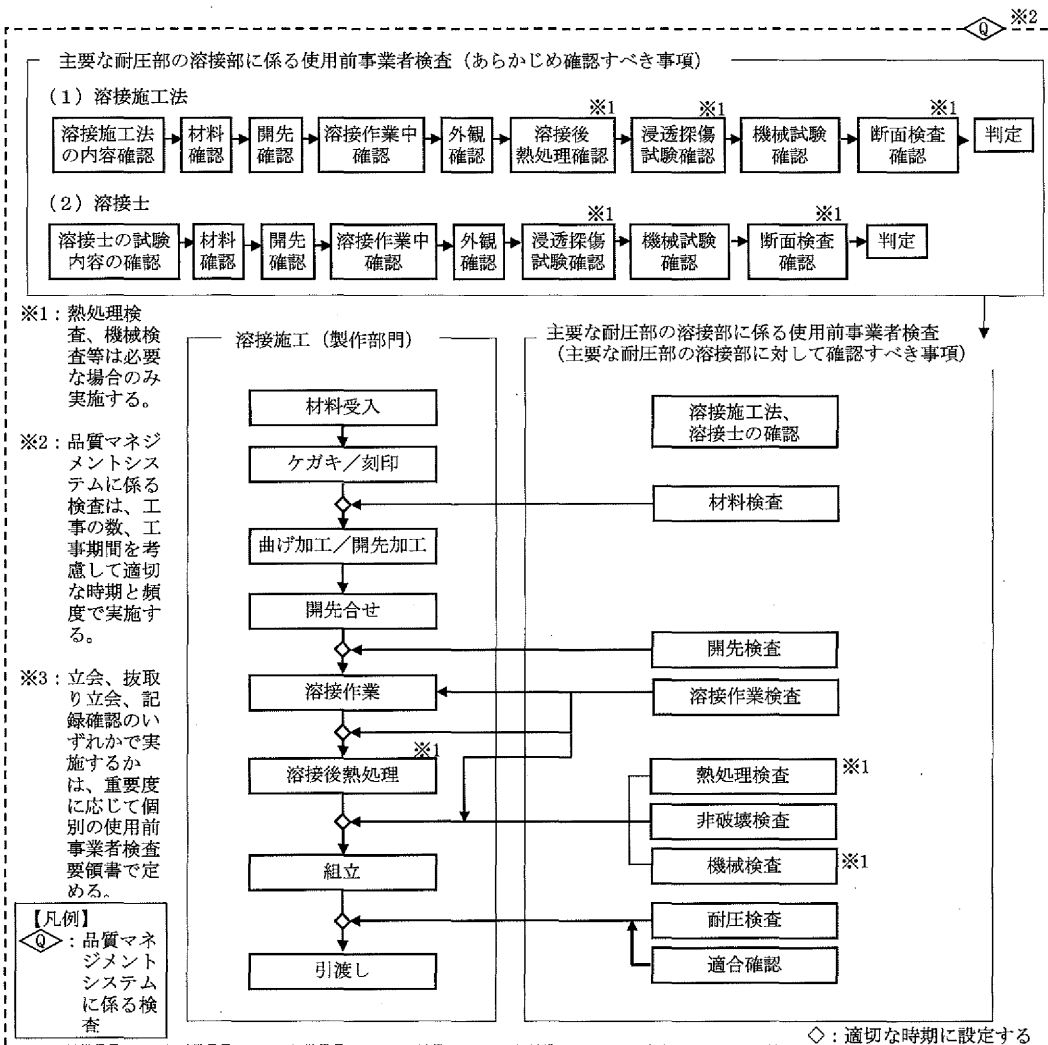 Q ※2
主要な耐圧部の溶接部に係る使用前事業者検査（あらかじめ確認すべき事項）
（1）溶接施工法
※1 ※1 ※1
溶接施工法
の内容確認
材料
確認
開先
確認
溶接作業中
確認
外観
確認
溶接後
熱処理確認
浸透探傷
試験確認
機械試験
確認
断面検査
確認
判定
（2）溶接士
※1 ※1
溶接士の試験
内容の確認
材料
確認
開先
確認
溶接作業中
確認
外観
確認
浸透探傷
試験確認
機械試験
確認
断面検査
確認
判定
※1：熱処理検
査、機械検
査等は必要
な場合のみ
実施する。
※2：品質マネジ
メントシス
テムに係る
検査は、工
事の数、工
事期間を考
慮して適切
な時期と頻
度で実施す
る。
※3：立会、抜取
り立会、記
録確認のい
ずれかで実
施するか
は、重要度
に応じて個
別の使用前
事業者検査
要領書で定
める。
【凡例】
Q：品質マネ
ジメント
システム
に係る検
査
溶接施工（製作部門）
材料受入
ケガキ／刻印
曲げ加工／開先加工
開先合せ
溶接作業
※1
溶接後熱処理
組立
引渡し
主要な耐圧部の溶接部に係る使用前事業者検査
（主要な耐圧部の溶接部に対して確認すべき事項）
溶接施工法、
溶接士の確認
材料検査
開先検査
溶接作業検査
熱処理検査 ※1
非破壊検査
機械検査 ※1
耐圧検査
適合確認
◇：適切な時期に設定する